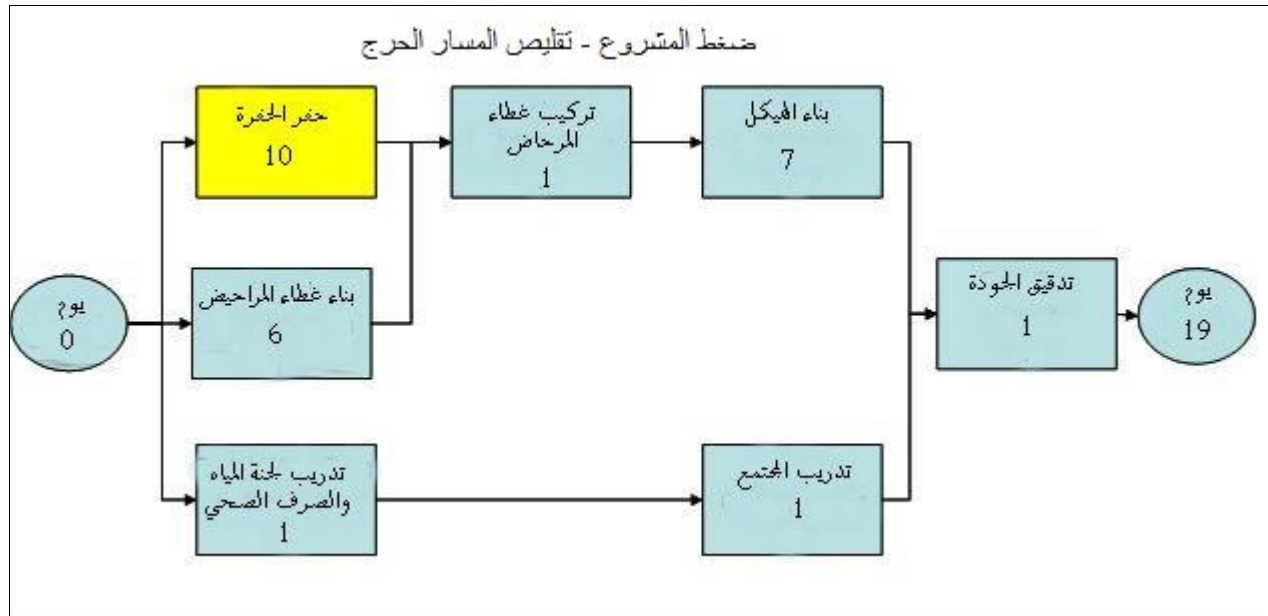 ضغط المشروع - تقليص المسار الحرج
حفر الحفرة
10
تركيب غطاء
المرحاض
1
بناء الهيكل
7
يوم
0
بناء غطاء المراحيض
6
تدقيق الجودة
1
يوم
19
تدريب لجنة المياه
والصرف الصحي
1
تدريب المجتمع
1